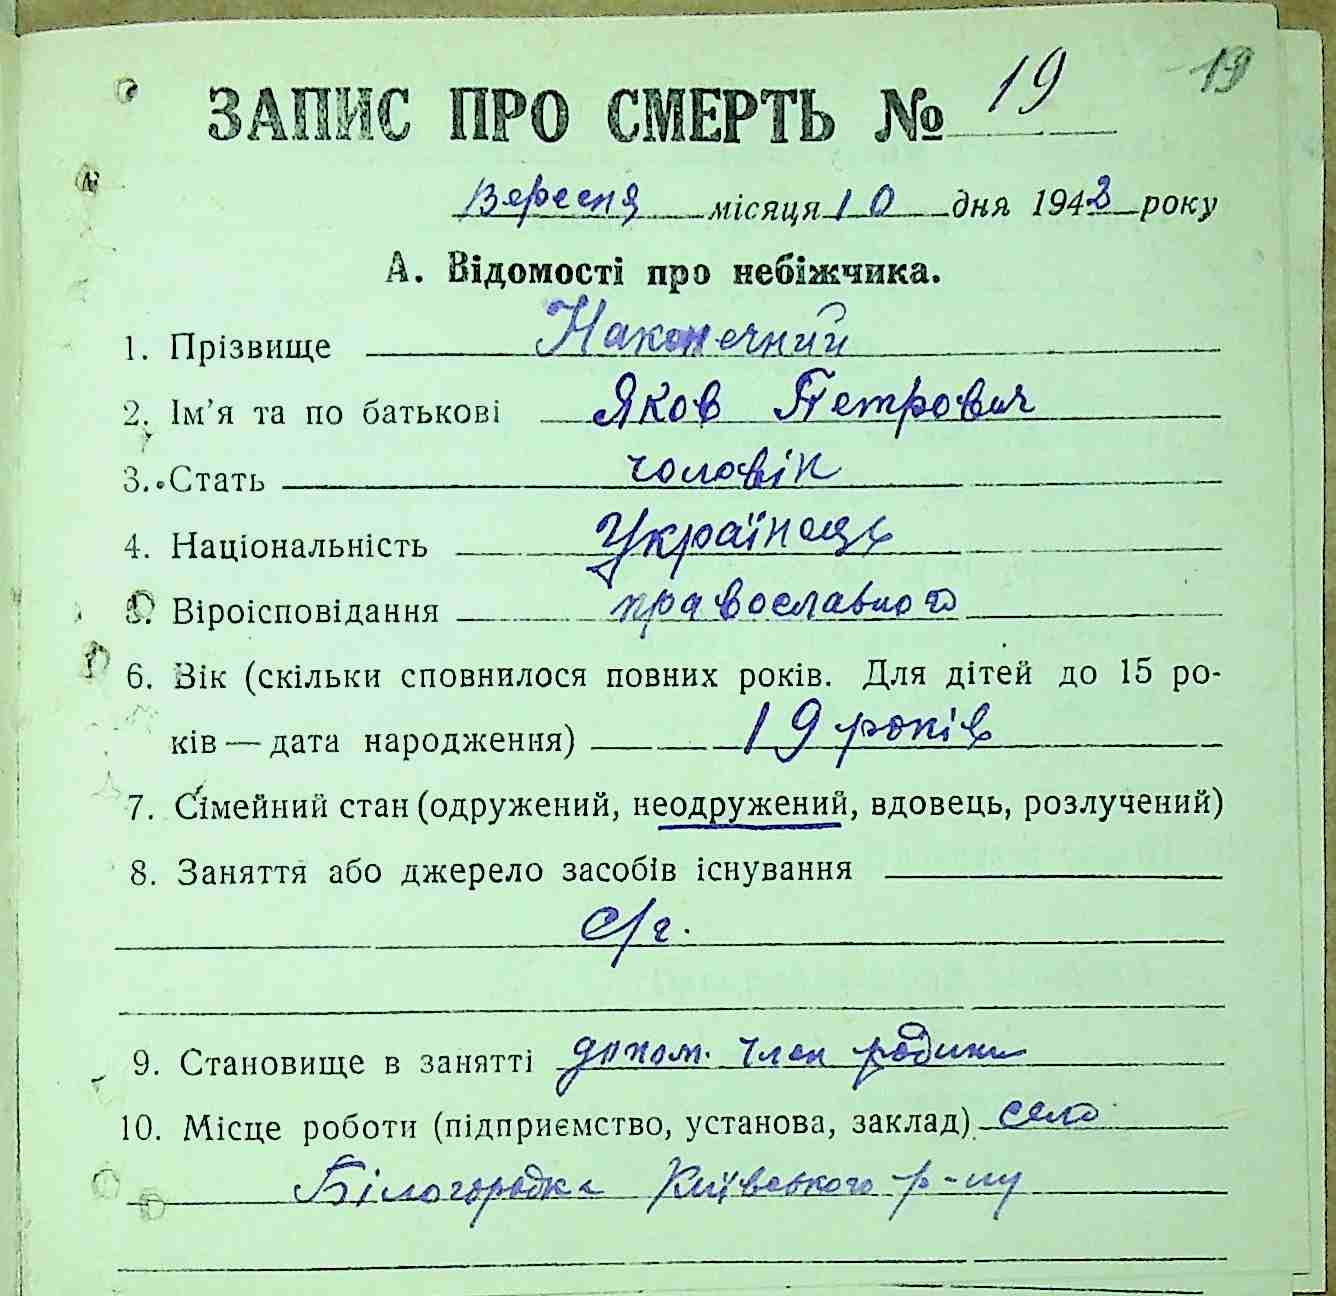 19
ЗАПИС ПРО СМЕРТЬ № 19
Вересня місяця 10 дня 1942 року
А. Відомості про небіжчика.
1. Прізвище Наконечний
2. Ім’я та по батькові Яков Петрович
3. Стать чоловік
4. Національність Українець
5. Віроісповідання православного
6. Вік (скільки сповнилося повних років. Для дітей до 15 ро-
ків — дата народження) 19 років
7. Сімейний стан (одружений, неодружений, вдовець, розлучений)
8. Заняття або джерело засобів існування
с/г.
9. Становище в занятті допом. член родини
10. Місце роботи (підприємство, установа, заклад) село
Білогородка Київського р-ну